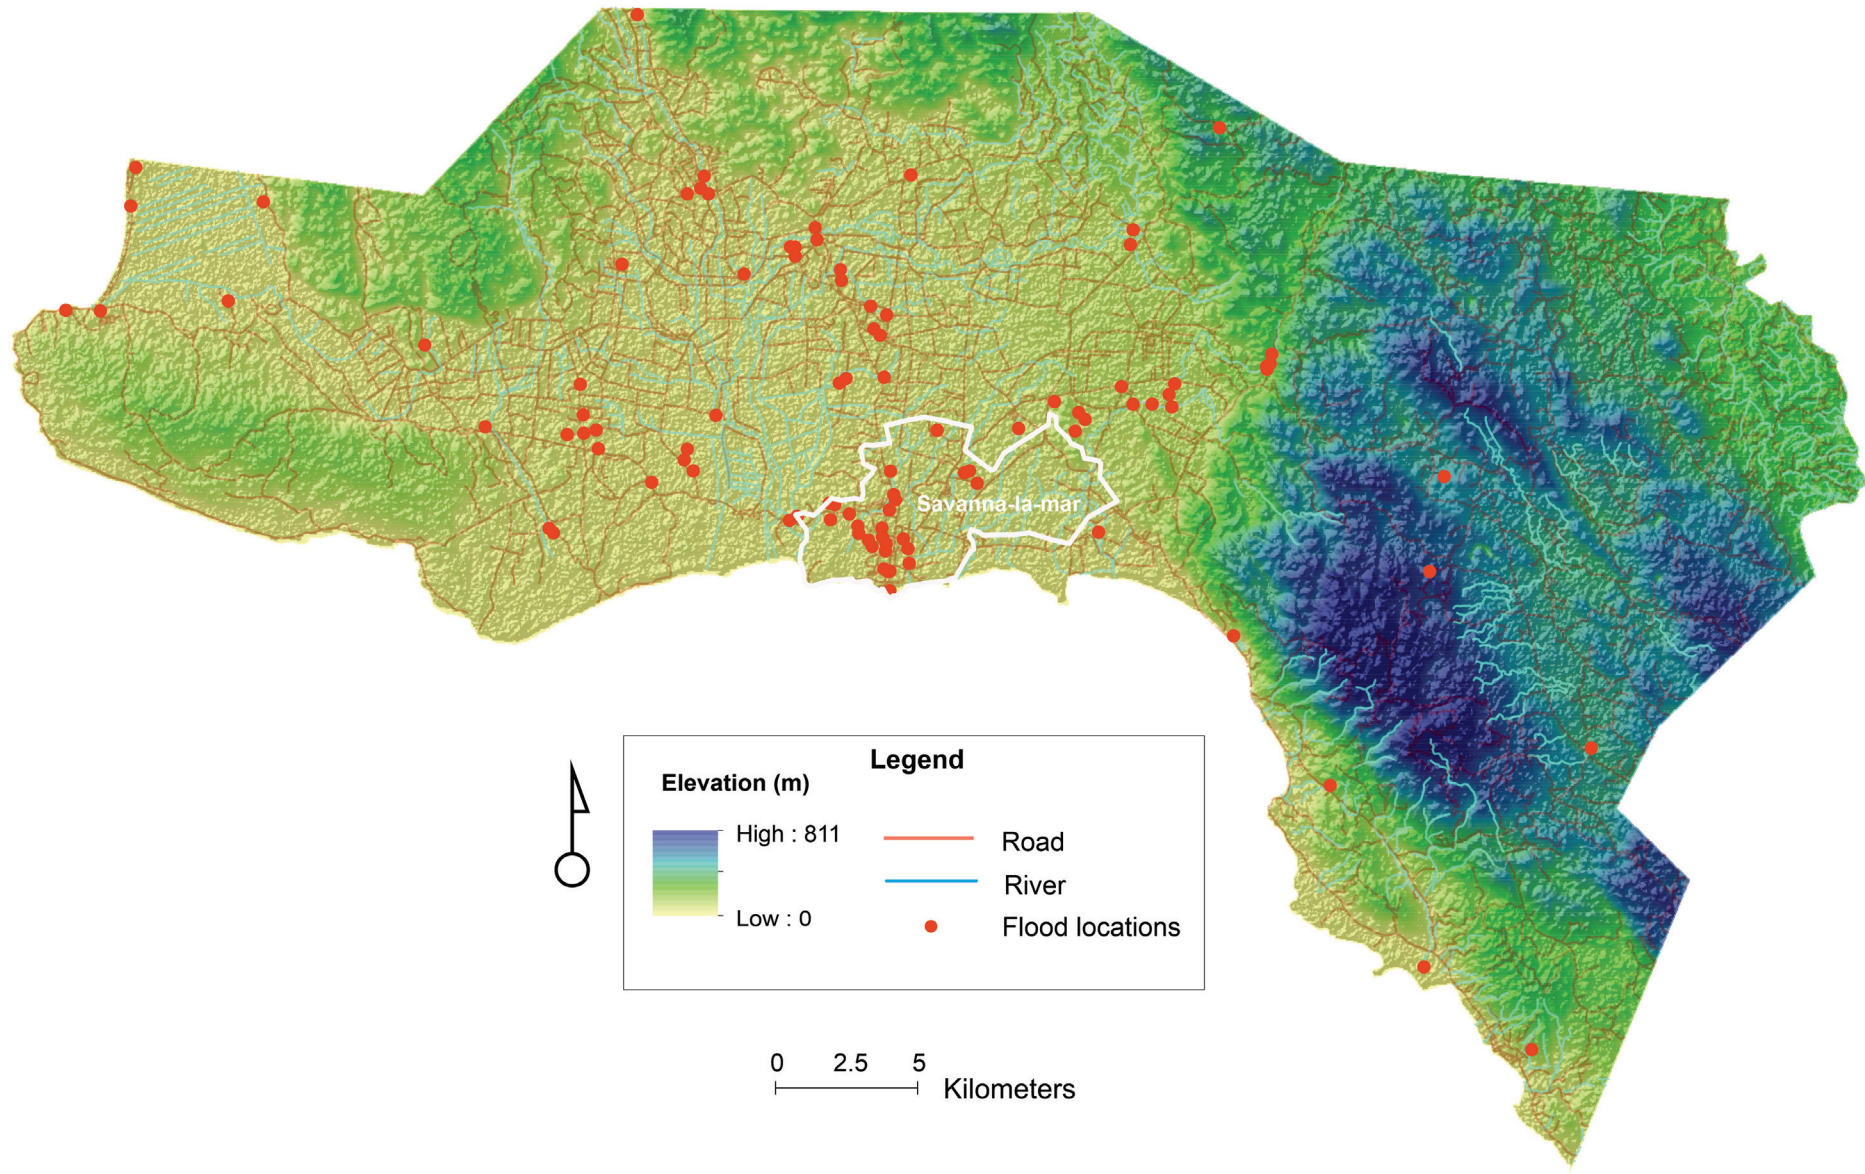 Savanna-la-mar
Legend
Elevation (m)
High : 811
Low : 0
Road
River
Flood locations
0 2.5 5
Kilometers